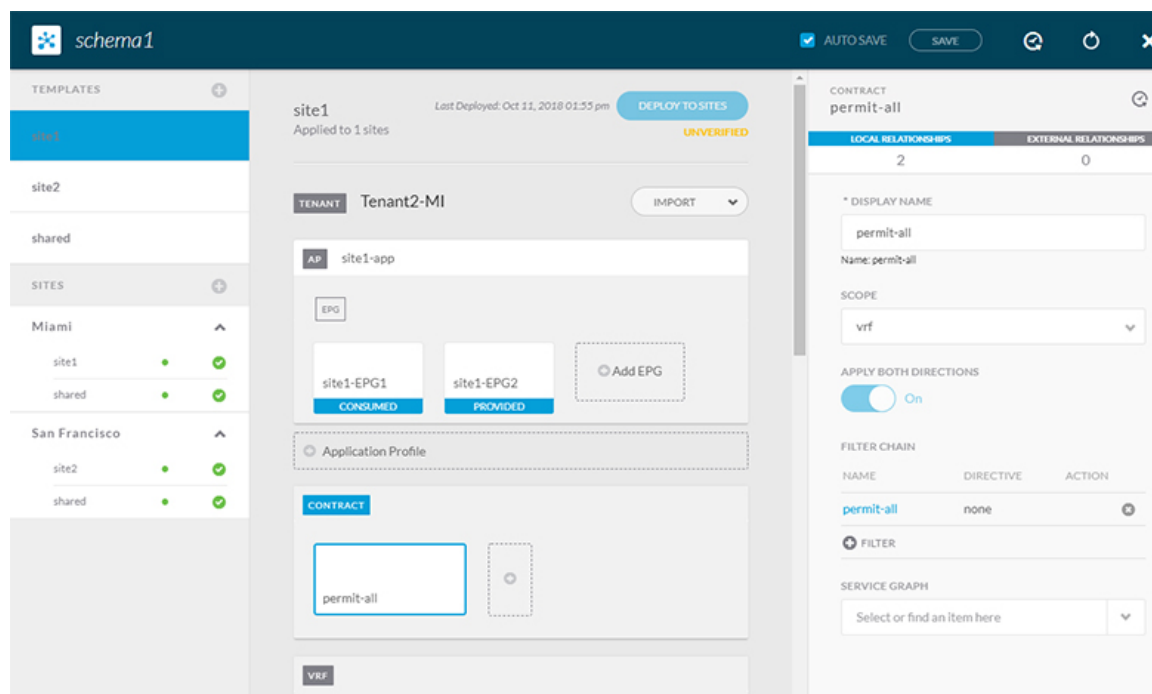 schema1
AUTO SAVE
SAVE
TEMPLATES
site1
site2
shared
SITES
Miami
site1
shared
San Francisco
site2
shared
site1
Last Deployed: Oct 11, 2018 01:55 pm
DEPLOY TO SITES
Applied to 1 sites
UNVERIFIED
TENANT Tenant2-MI
IMPORT
AP site1-app
EPG
site1-EPG1
CONSUMED
site1-EPG2
PROVIDED
Add EPG
Application Profile
CONTRACT
permit-all
VRF
CONTRACT
permit-all
LOCAL RELATIONSHIPS EXTERNAL RELATIONSHIPS
2 0
* DISPLAY NAME
permit-all
Name: permit-all
SCOPE
vrf
APPLY BOTH DIRECTIONS
On
FILTER CHAIN
NAME DIRECTIVE ACTION
permit-all none
FILTER
SERVICE GRAPH
Select or find an item here